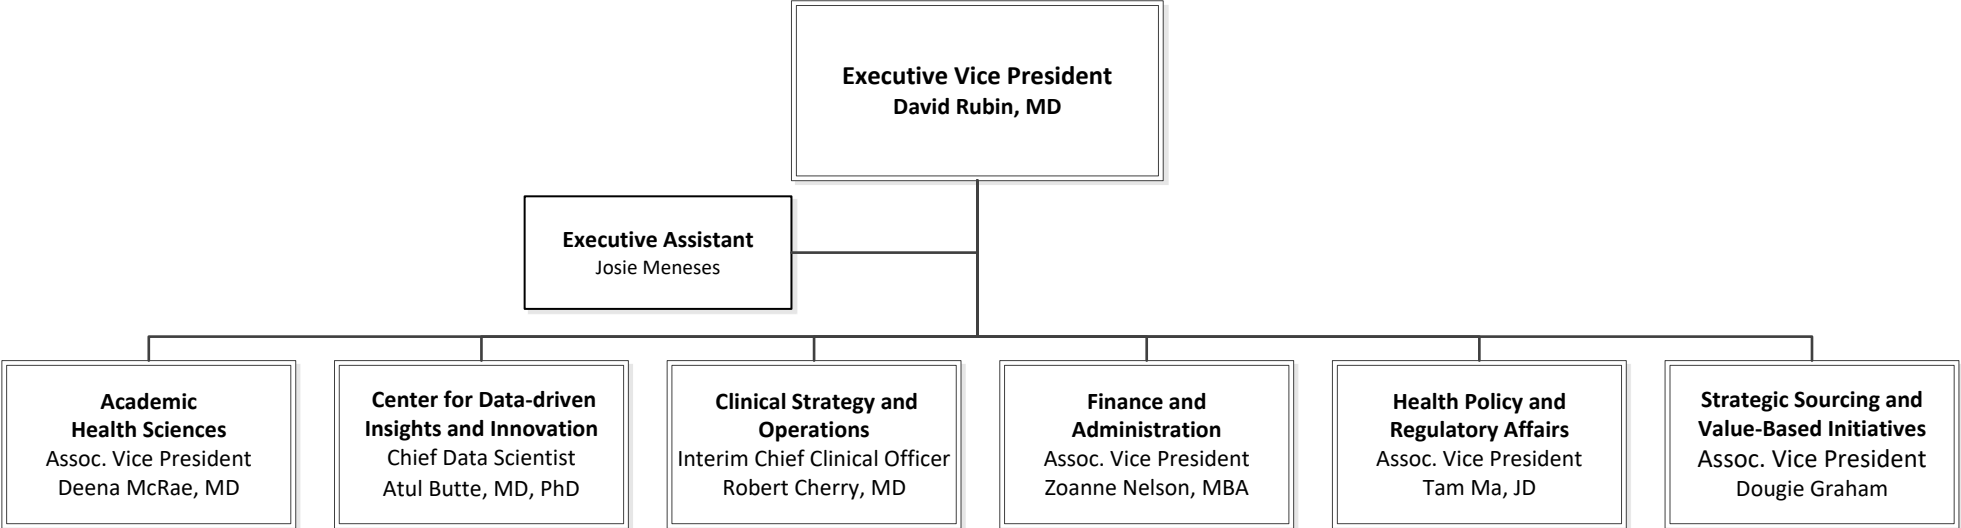 Executive Vice President
David Rubin, MD
Executive Assistant
Josie Meneses
Academic
Health Sciences
Assoc. Vice President
Deena McRae, MD
Center for Data-driven
Insights and Innovation
Chief Data Scientist
Atul Butte, MD, PhD
Clinical Strategy and
Operations
Interim Chief Clinical Officer
Robert Cherry, MD
Finance and
Administration
Assoc. Vice President
Zoanne Nelson, MBA
Health Policy and
Regulatory Affairs
Assoc. Vice President
Tam Ma, JD
Strategic Sourcing and
Value-Based Initiatives
Assoc. Vice President
Dougie Graham